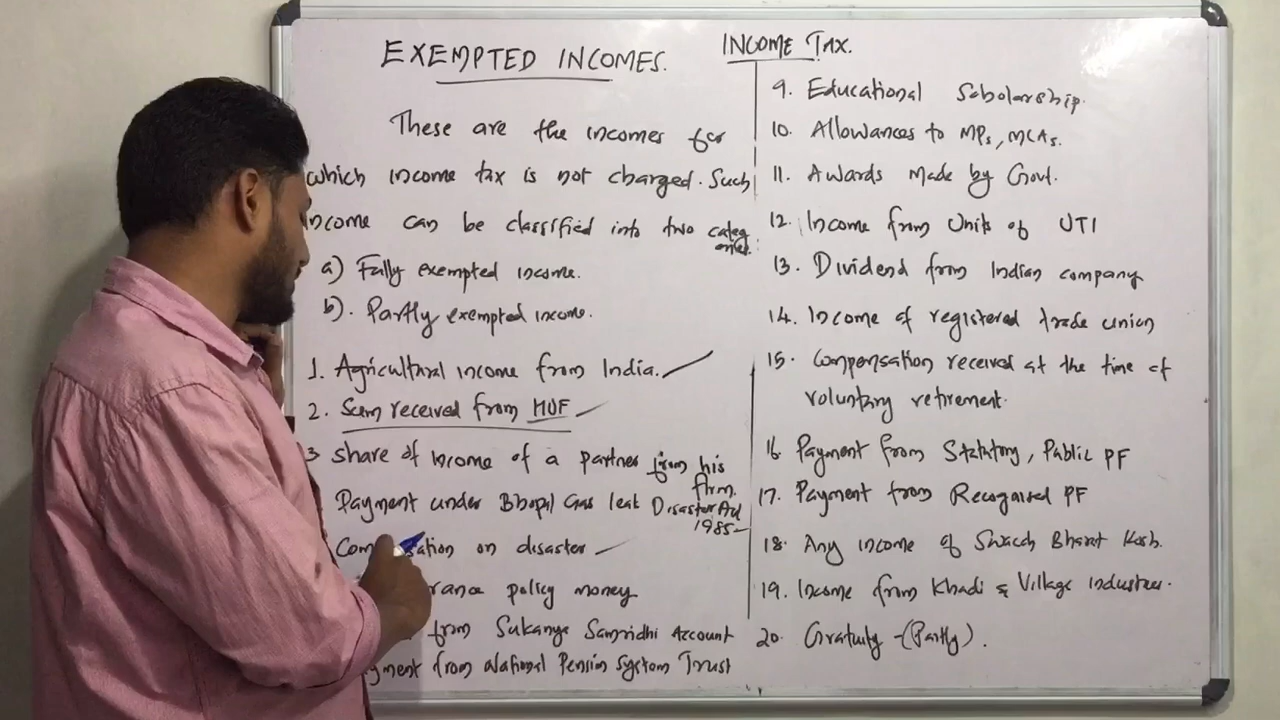 EXEMPTED INCOMES.
INCOME TAX.
These are the incomes for
which income tax is not charged. Such
income can be classified into two categ
ories.
a) Fully exempted income.
b). Partly exempted income.
1. Agricultural income from India.
2. Sum received from HUF
3 Share of income of a partner from his
firm.
Payment under Bhopal Gas leak Disaster Act
1985
on disaster
policy money
from Sukanya Samridhi Account
from National Pension System Trust
9. Educational Scholarship.
10. Allowances to MPs, MLAs.
11. Awards Made by Govt.
12. Income from Units of UTI
13. Dividend from Indian company
14. Income of registered trade union
15. Compensation received at the time of
voluntary retirement.
16 Payment from Statutory, Public PF
17. Payment from Recognised PF
18. Any income of Swach Bharat Kosh.
19. Income from Khadi & Village industries.
20. Gratuity - (Partly).